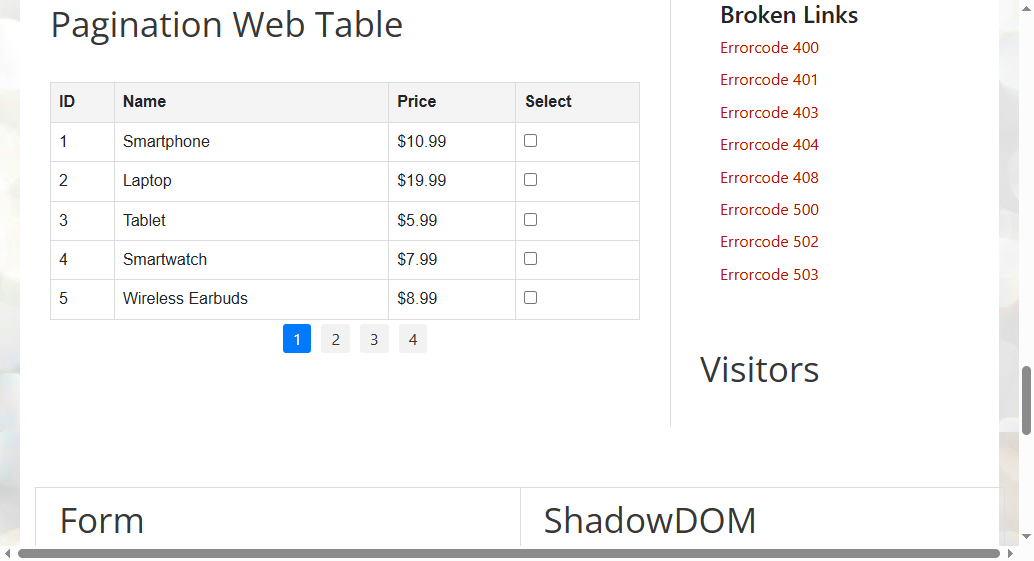 Pagination Web Table
ID Name Price Select
1 Smartphone $10.99
2 Laptop $19.99
3 Tablet $5.99
4 Smartwatch $7.99
5 Wireless Earbuds $8.99
1 2 3 4
Broken Links
Errorcode 400
Errorcode 401
Errorcode 403
Errorcode 404
Errorcode 408
Errorcode 500
Errorcode 502
Errorcode 503
Visitors
Form
ShadowDOM